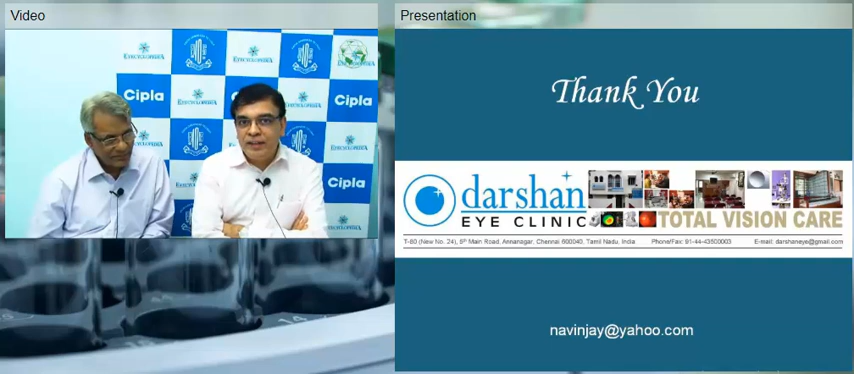 Video
Presentation
EYECYCLOPEDIA
Cipla
Cipla
Cipla
Thank You
darshan
EYE CLINIC
TOTAL VISION CARE
T-80 (New No. 24), 6th Main Road, Annanagar, Chennai 600040. Tamil Nadu, India Phone/Fax: 91-44-43500003 E-mail: darshaneye@gmail.com
navinjay@yahoo.com